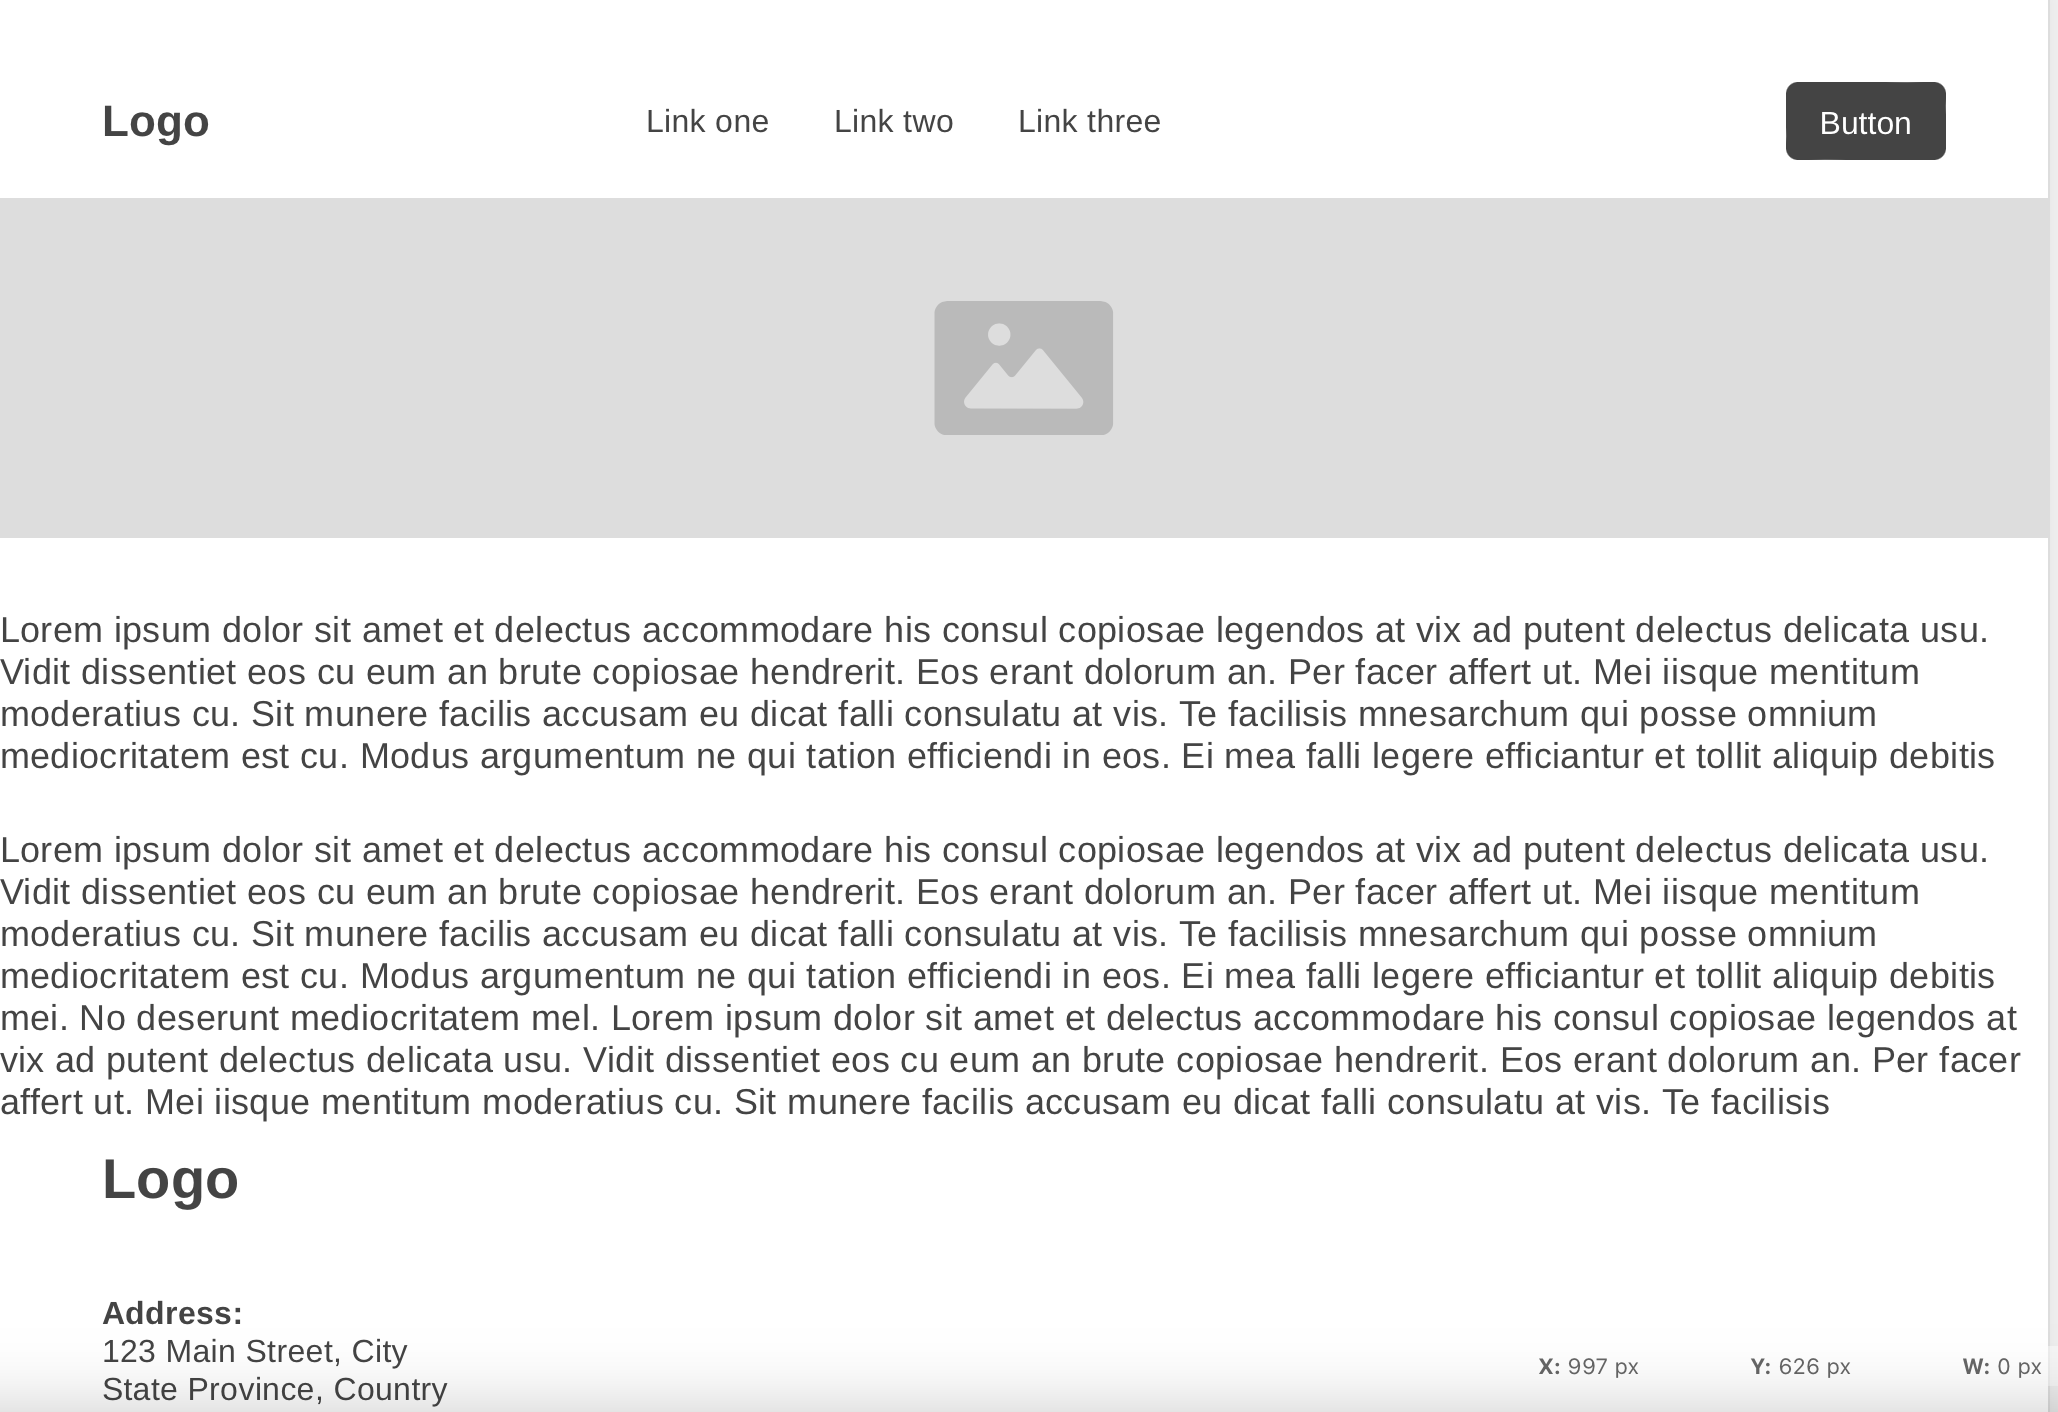 Logo
Link one
Link two
Link three
Button
Lorem ipsum dolor sit amet et delectus accommodare his consul copiosae legendos at vix ad putent delectus delicata usu.
Vidit dissentiet eos cu eum an brute copiosae hendrerit. Eos erant dolorum an. Per facer affert ut. Mei iisque mentitum
moderatius cu. Sit munere facilis accusam eu dicat falli consulatu at vis. Te facilisis mnesarchum qui posse omnium
mediocritatem est cu. Modus argumentum ne qui tation efficiendi in eos. Ei mea falli legere efficiantur et tollit aliquip debitis
Lorem ipsum dolor sit amet et delectus accommodare his consul copiosae legendos at vix ad putent delectus delicata usu.
Vidit dissentiet eos cu eum an brute copiosae hendrerit. Eos erant dolorum an. Per facer affert ut. Mei iisque mentitum
moderatius cu. Sit munere facilis accusam eu dicat falli consulatu at vis. Te facilisis mnesarchum qui posse omnium
mediocritatem est cu. Modus argumentum ne qui tation efficiendi in eos. Ei mea falli legere efficiantur et tollit aliquip debitis
mei. No deserunt mediocritatem mel. Lorem ipsum dolor sit amet et delectus accommodare his consul copiosae legendos at
vix ad putent delectus delicata usu. Vidit dissentiet eos cu eum an brute copiosae hendrerit. Eos erant dolorum an. Per facer
affert ut. Mei iisque mentitum moderatius cu. Sit munere facilis accusam eu dicat falli consulatu at vis. Te facilisis
Logo
Address:
123 Main Street, City
State Province, Country
X: 997 px
Y: 626 px
W: 0 px